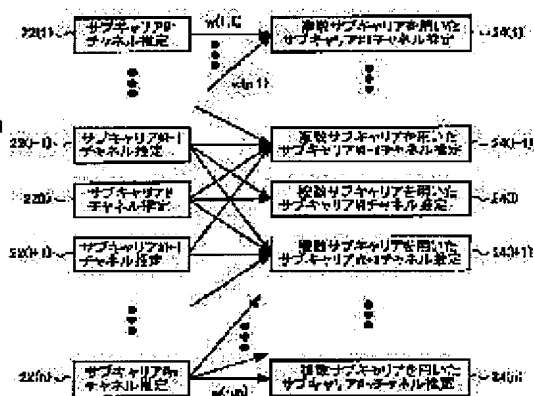 22(1) サブキャリア#1 チャネル推定 w(1,1) 複数サブキャリアを用いた 24(1)
サブキャリア#1チャネル推定
w(n,1)
サブキャリア#i-1
チャネル推定
複数サブキャリアを用いた
サブキャリア#i-1チャネル推定
22(i)
サブキャリア#i
チャネル推定
複数サブキャリアを用いた
サブキャリア#iチャネル推定
24(i)
22(i+1)
サブキャリア#i+1
チャネル推定
複数サブキャリアを用いた
サブキャリア#i+1チャネル推定
24(i+1)
22(n)
サブキャリア#n
チャネル推定
w(n,n)
複数サブキャリアを用いた
サブキャリア#nチャネル推定
24(n)